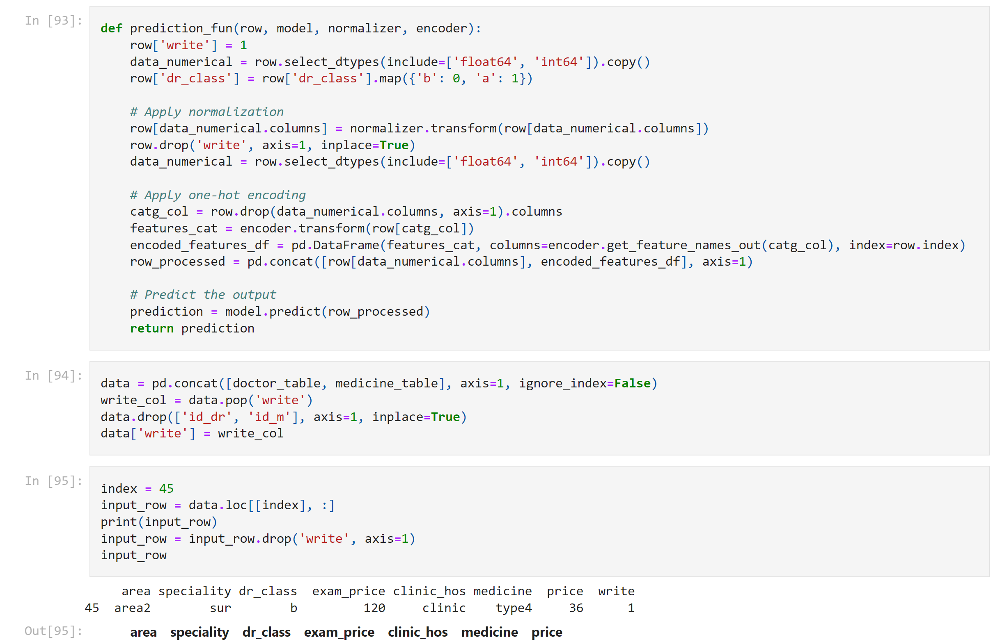 In [93]:
def prediction_fun(row, model, normalizer, encoder):
    row['write'] = 1
    data_numerical = row.select_dtypes(include=['float64', 'int64']).copy()
    row['dr_class'] = row['dr_class'].map({'b': 0, 'a': 1})

    # Apply normalization
    row[data_numerical.columns] = normalizer.transform(row[data_numerical.columns])
    row.drop('write', axis=1, inplace=True)
    data_numerical = row.select_dtypes(include=['float64', 'int64']).copy()

    # Apply one-hot encoding
    catg_col = row.drop(data_numerical.columns, axis=1).columns
    features_cat = encoder.transform(row[catg_col])
    encoded_features_df = pd.DataFrame(features_cat, columns=encoder.get_feature_names_out(catg_col), index=row.index)
    row_processed = pd.concat([row[data_numerical.columns], encoded_features_df], axis=1)

    # Predict the output
    prediction = model.predict(row_processed)
    return prediction
In [94]:
data = pd.concat([doctor_table, medicine_table], axis=1, ignore_index=False)
write_col = data.pop('write')
data.drop(['id_dr', 'id_m'], axis=1, inplace=True)
data['write'] = write_col
In [95]:
index = 45
input_row = data.loc[[index], :]
print(input_row)
input_row = input_row.drop('write', axis=1)
input_row
     area speciality dr_class  exam_price clinic_hos medicine  price  write
45  area2        sur        b         120     clinic    type4     36      1
Out[95]: area speciality dr_class exam_price clinic_hos medicine price